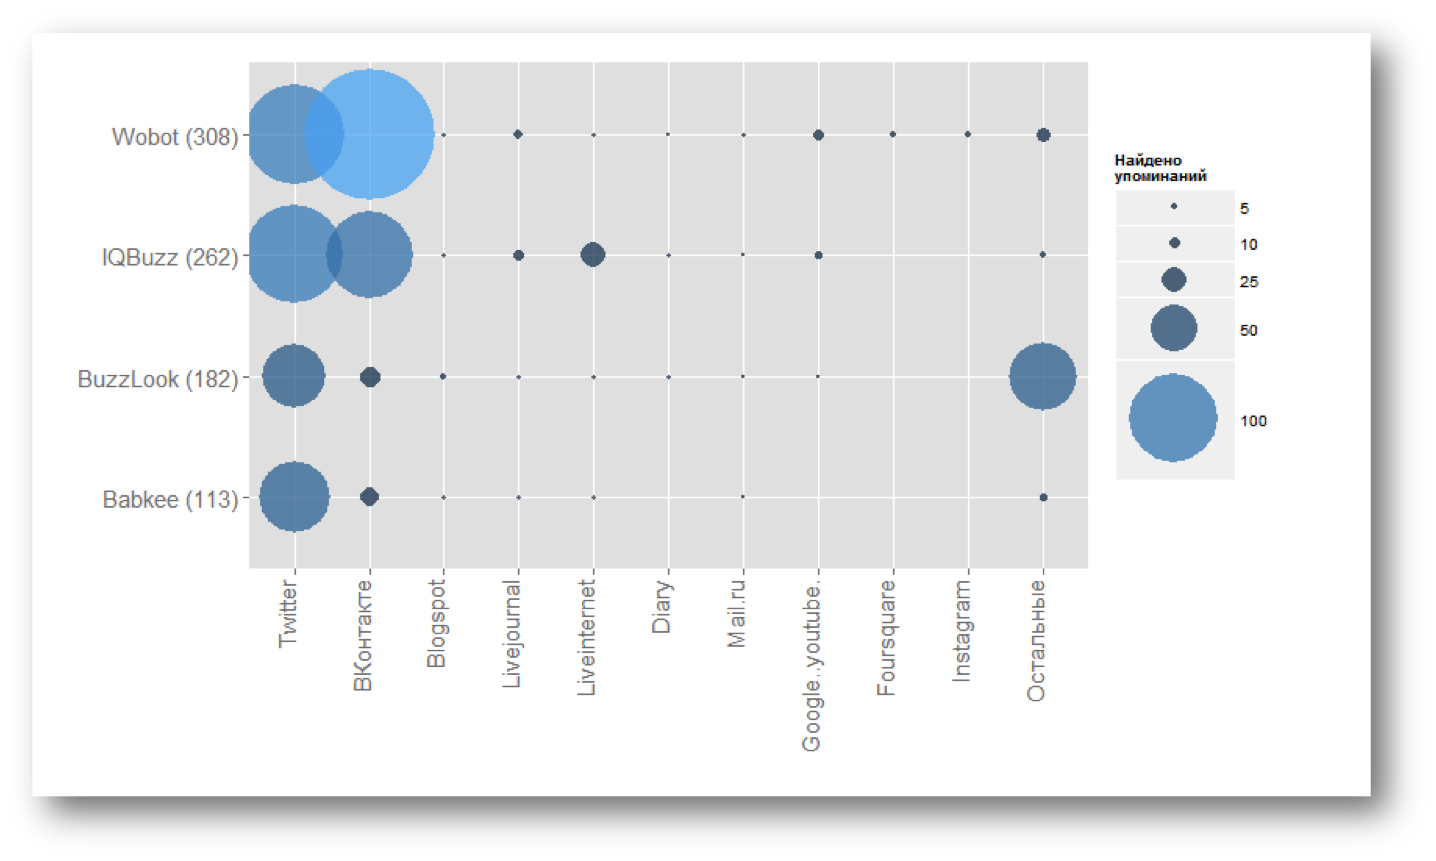 Wobot (308)
IQBuzz (262)
BuzzLook (182)
Babkee (113)
Twitter
ВКонтакте
Blogspot
Livejournal
Liveinternet
Diary
Mail.ru
Google..youtube.
Foursquare
Instagram
Остальные
Найдено
упоминаний
5
10
25
50
100